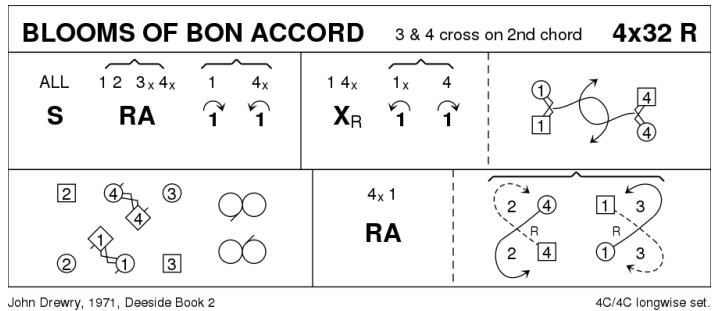 BLOOMS OF BON ACCORD 3 & 4 cross on 2nd chord 4x32 R
ALL 1 2 3x 4x 1 4x 1 4x 1x 4
S RA 1 1 XR 1 1
1 4
1 4
2 4 3 4x 1 2 4 1 3
4 RA R R
1 2 4 1 3
2 1 3
John Drewry, 1971, Deeside Book 2 4C/4C longwise set.